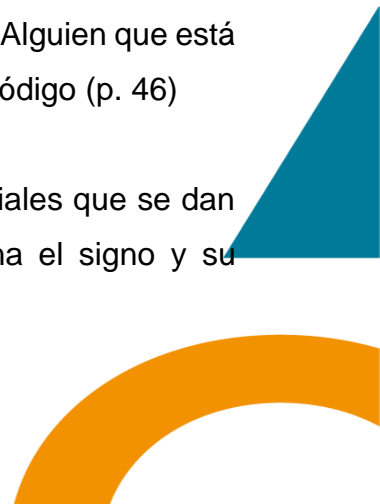 Alguien que está
ódigo (p. 46)
iales que se dan
na el signo y su